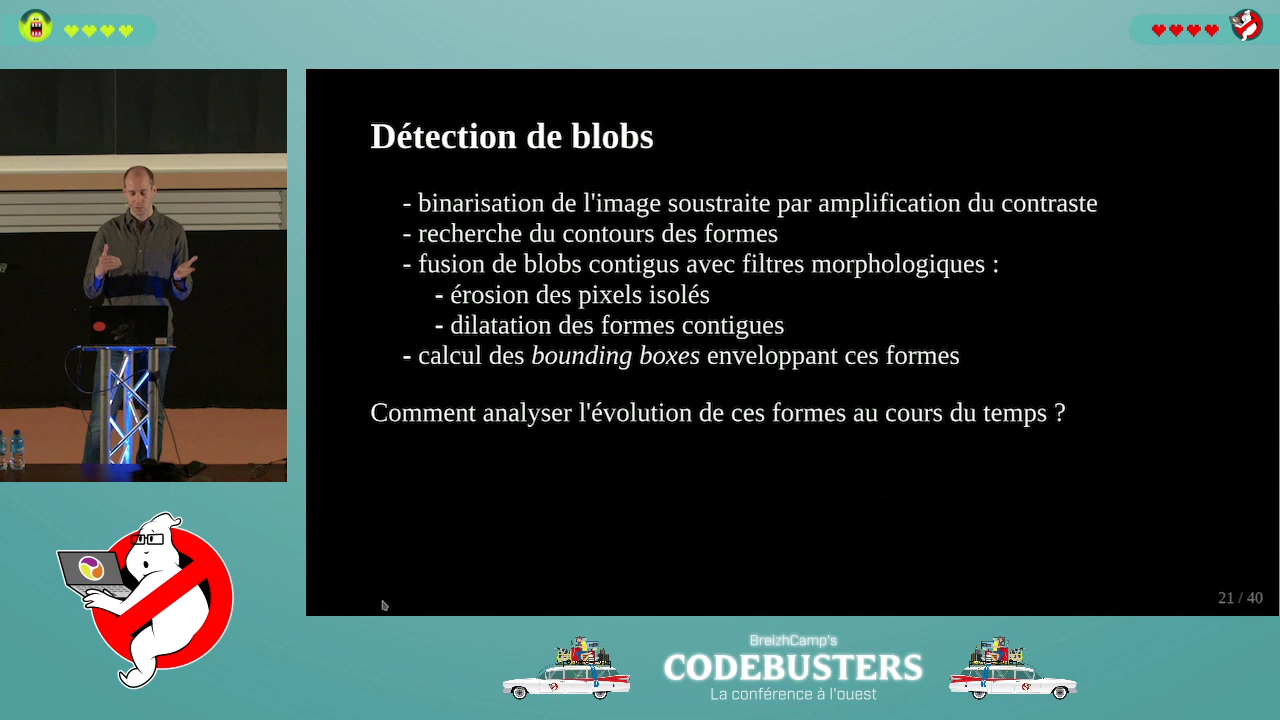 Détection de blobs
- binarisation de l'image soustraite par amplification du contraste
- recherche du contours des formes
- fusion de blobs contigus avec filtres morphologiques :
- érosion des pixels isolés
- dilatation des formes contigues
- calcul des bounding boxes enveloppant ces formes
Comment analyser l'évolution de ces formes au cours du temps ?
21 / 40
BreizhCamp's
CODEBUSTERS
La conférence à l'ouest